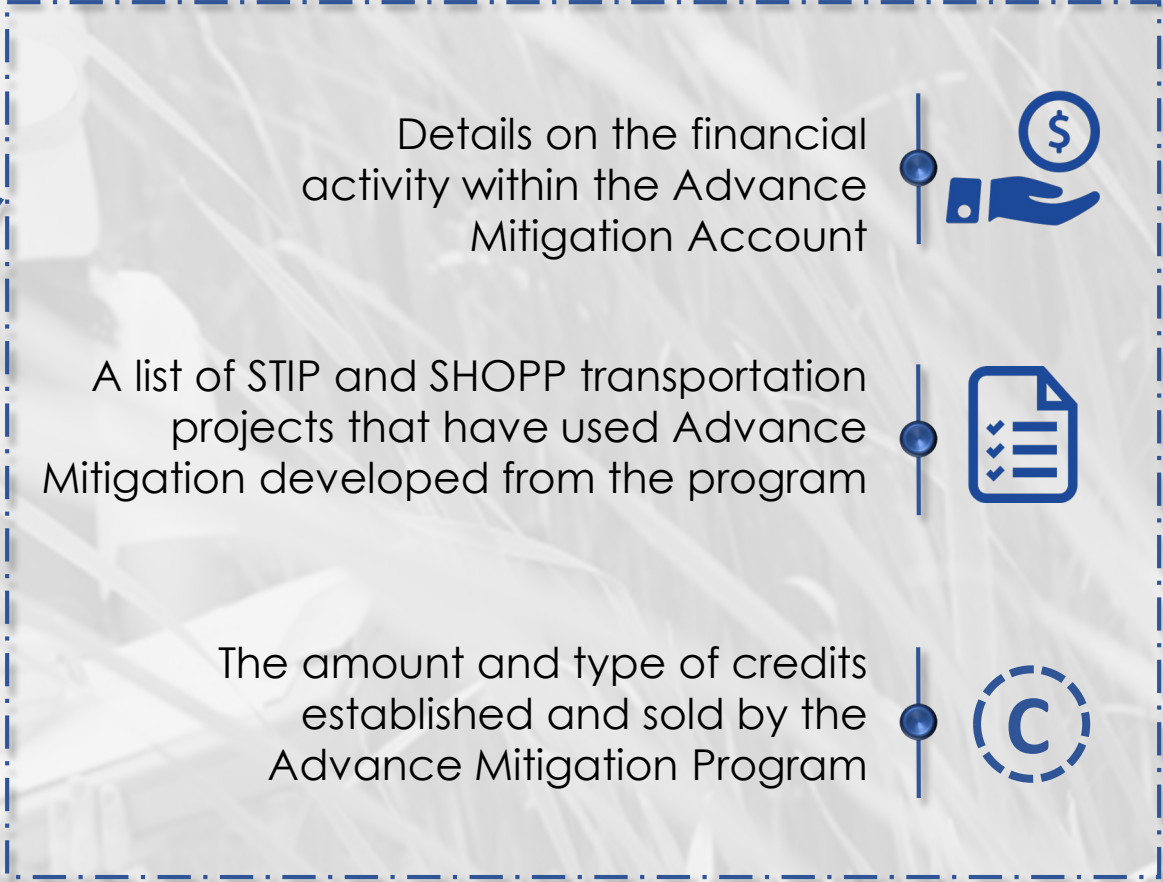 Details on the financial
activity within the Advance
Mitigation Account
$
A list of STIP and SHOPP transportation
projects that have used Advance
Mitigation developed from the program
The amount and type of credits
established and sold by the
Advance Mitigation Program
C